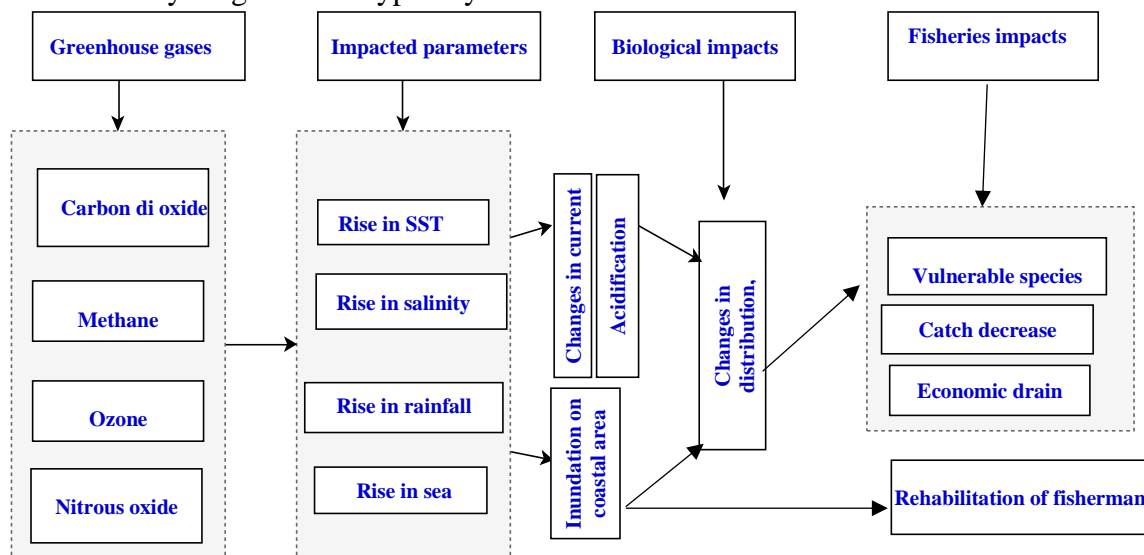 Greenhouse gases
Impacted parameters
Biological impacts
Fisheries impacts
Carbon di oxide
Methane
Ozone
Nitrous oxide
Rise in SST
Rise in salinity
Rise in rainfall
Rise in sea
Changes in current
Acidification
Inundation on
coastal area
Changes in
distribution,
Vulnerable species
Catch decrease
Economic drain
Rehabilitation of fisherman